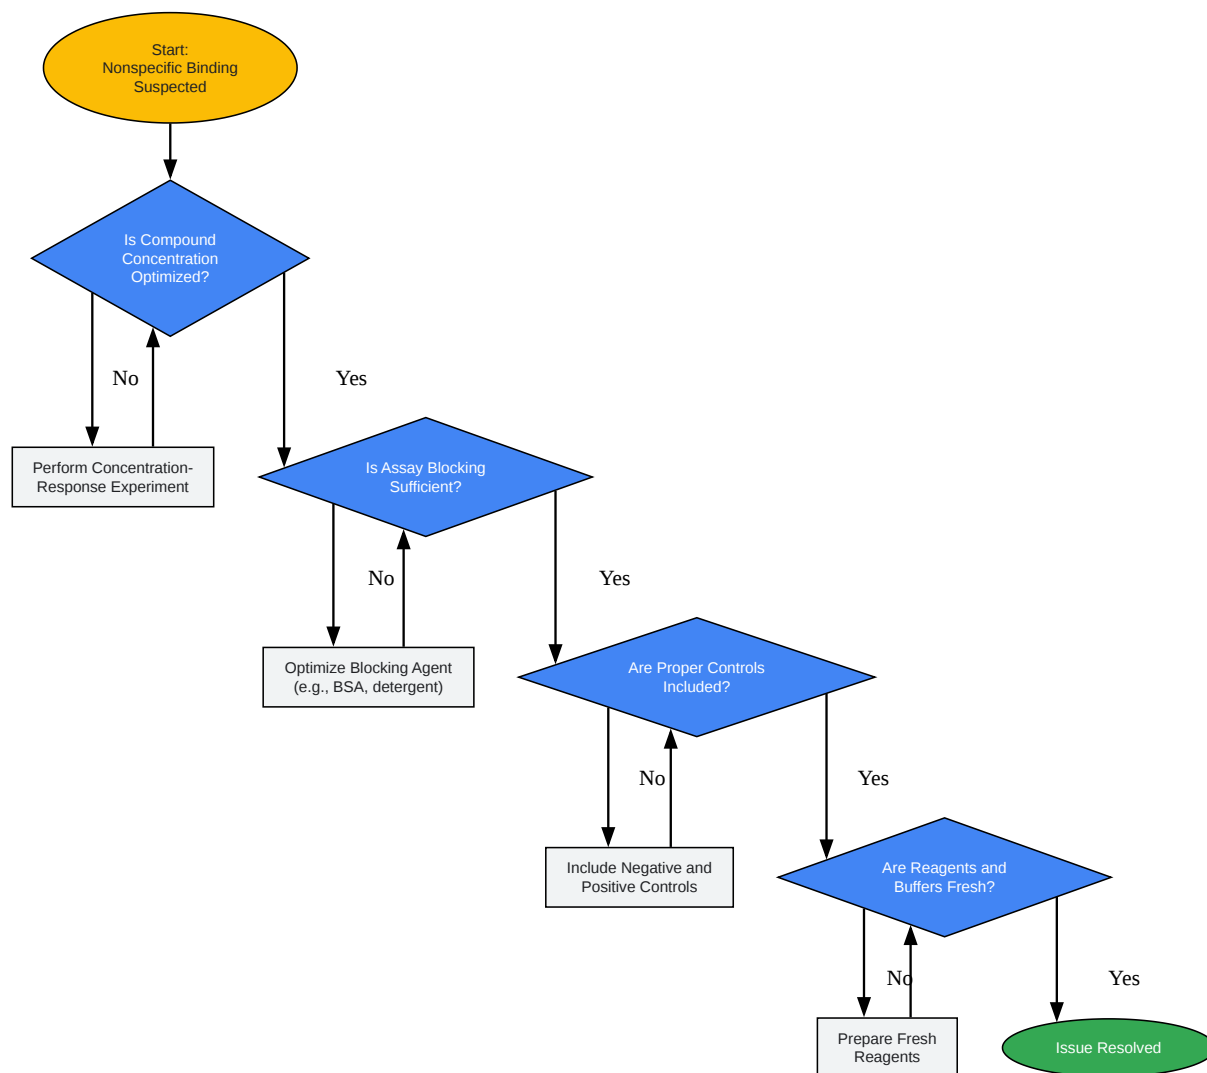 Start:
Nonspecific Binding
Suspected
Is Compound
Concentration
Optimized?
No
Yes
Perform Concentration-
Response Experiment
Is Assay Blocking
Sufficient?
No
Yes
Optimize Blocking Agent
(e.g., BSA, detergent)
Are Proper Controls
Included?
No
Yes
Include Negative and
Positive Controls
Are Reagents and
Buffers Fresh?
No
Yes
Prepare Fresh
Reagents
Issue Resolved